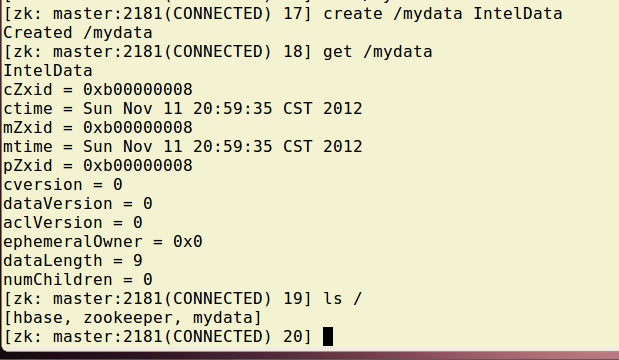 [zk: master:2181(CONNECTED) 17] create /mydata IntelData
Created /mydata
[zk: master:2181(CONNECTED) 18] get /mydata
IntelData
cZxid = 0xb00000008
ctime = Sun Nov 11 20:59:35 CST 2012
mZxid = 0xb00000008
mtime = Sun Nov 11 20:59:35 CST 2012
pZxid = 0xb00000008
cversion = 0
dataVersion = 0
aclVersion = 0
ephemeralOwner = 0x0
dataLength = 9
numChildren = 0
[zk: master:2181(CONNECTED) 19] ls /
[hbase, zookeeper, mydata]
[zk: master:2181(CONNECTED) 20]